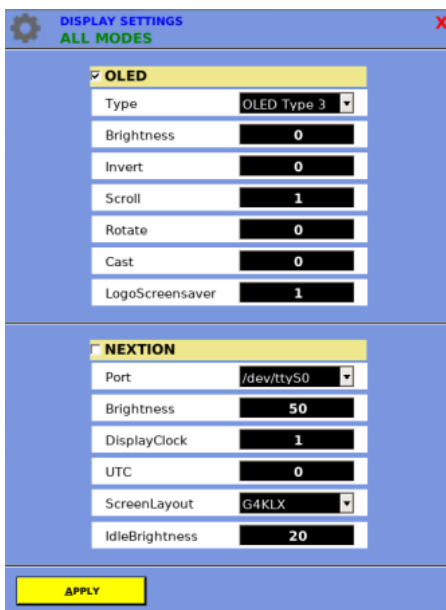 DISPLAY SETTINGS
X
ALL MODES
OLED
Type OLED Type 3
Brightness 0
Invert 0
Scroll 1
Rotate 0
Cast 0
LogoScreensaver 1
NEXTION
Port /dev/ttyS0
Brightness 50
DisplayClock 1
UTC 0
ScreenLayout G4KLX
IdleBrightness 20
APPLY